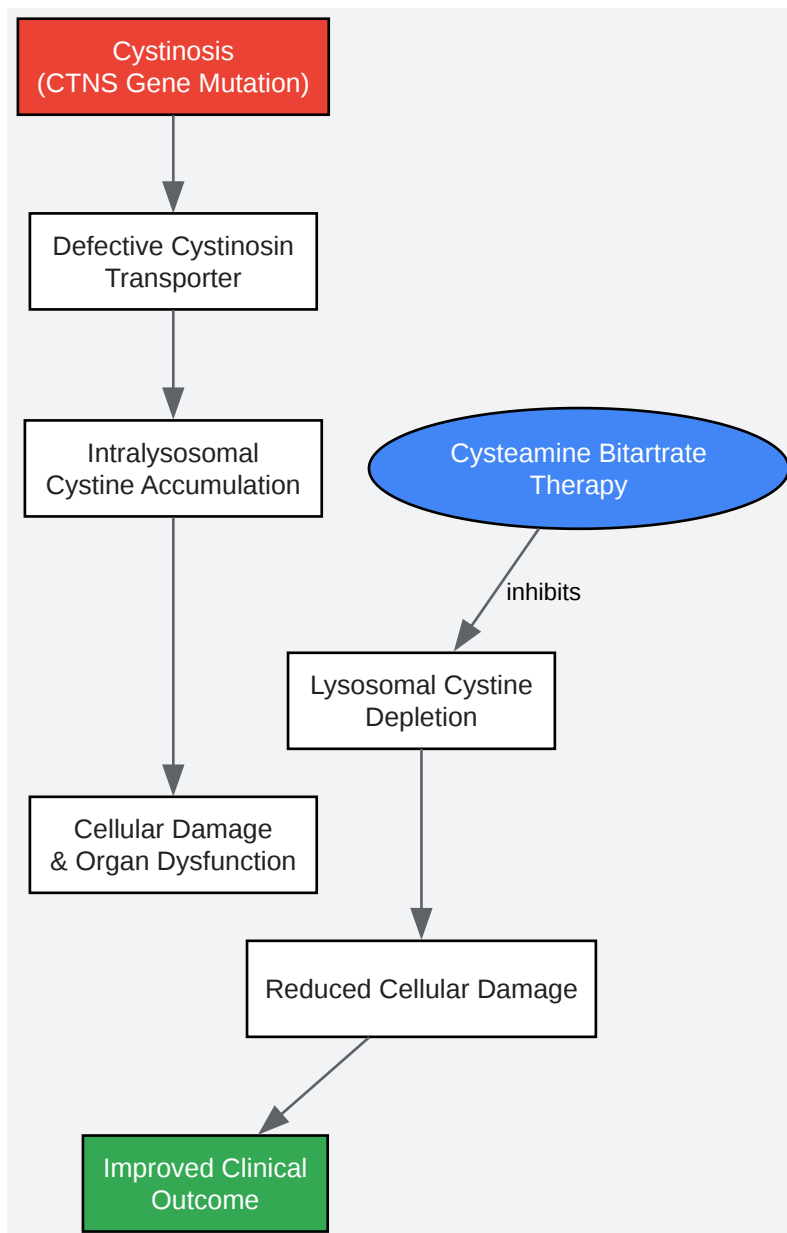 Cystinosis
(CTNS Gene Mutation)
Defective Cystinosin
Transporter
Intralysosomal
Cystine Accumulation
Cysteamine Bitartrate
Therapy
inhibits
Lysosomal Cystine
Depletion
Cellular Damage
& Organ Dysfunction
Reduced Cellular Damage
Improved Clinical
Outcome